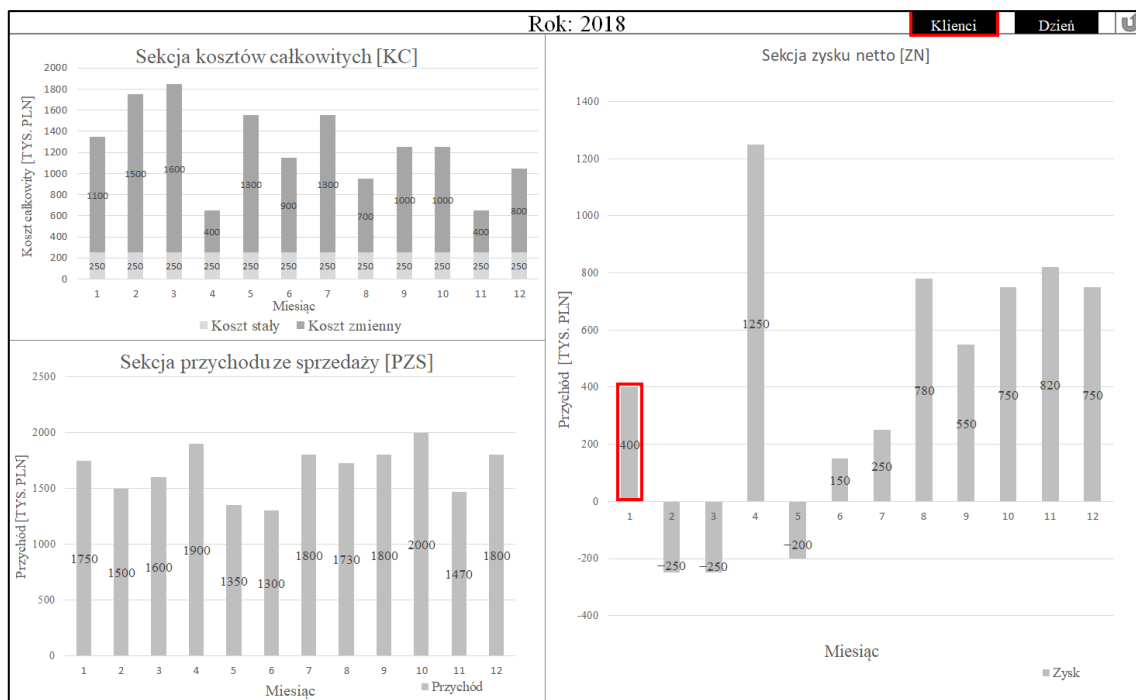 Rok: 2018
Klienci
Dzień
Sekcja kosztów całkowitych [KC]
Koszt całkowity [TYS. PLN]
2000
1800
1600
1400
1200
1000
800
600
400
200
0
1100 1500 1600 400 1300 900 1300 700 1000 1000 400 800
250 250 250 250 250 250 250 250 250 250 250 250
1 2 3 4 5 6 7 8 9 10 11 12
Miesiąc
Koszt stały Koszt zmienny
Sekcja przychodu ze sprzedaży [PZS]
Przychód [TYS. PLN]
2500
2000
1500
1000
500
0
1750 1500 1600 1900 1350 1300 1800 1730 1800 2000 1470 1800
1 2 3 4 5 6 7 8 9 10 11 12
Miesiąc
Przychód
Sekcja zysku netto [ZN]
Przychód [TYS. PLN]
1400
1200
1000
800
600
400
200
0
-200
-400
400 −250 −250 1250 −200 150 250 780 550 750 820 750
1 2 3 4 5 6 7 8 9 10 11 12
Miesiąc
Zysk